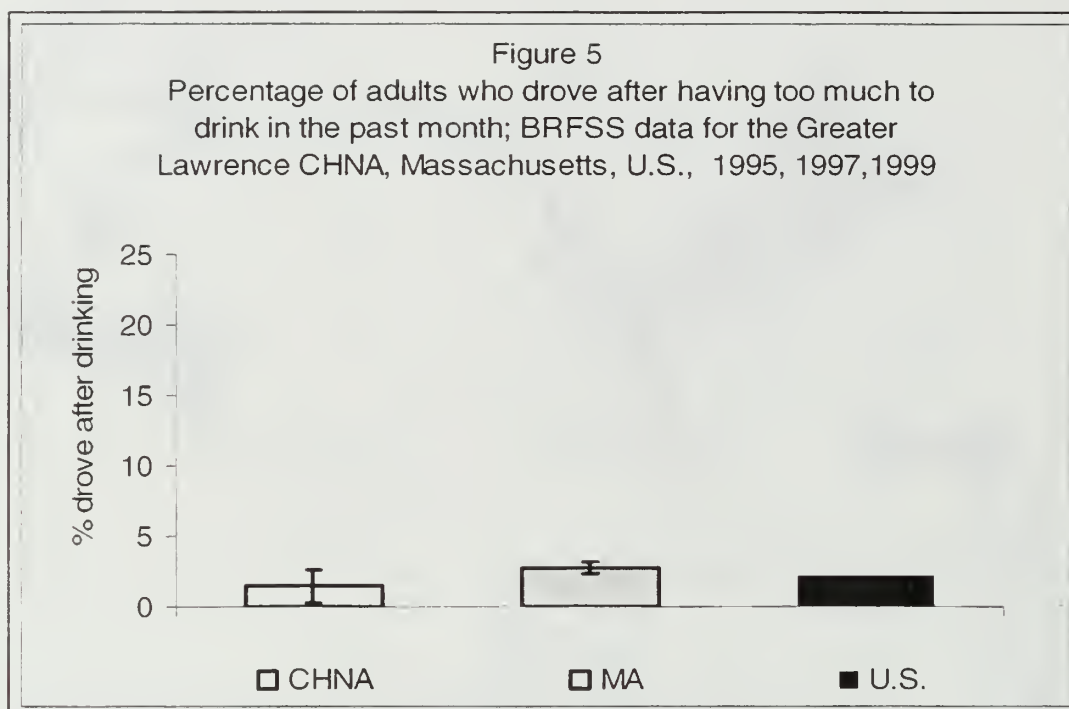 Figure 5
Percentage of adults who drove after having too much to
drink in the past month; BRFSS data for the Greater
Lawrence CHNA, Massachusetts, U.S., 1995, 1997,1999
% drove after drinking
25
20
15
10
5
0
CHNA
MA
U.S.